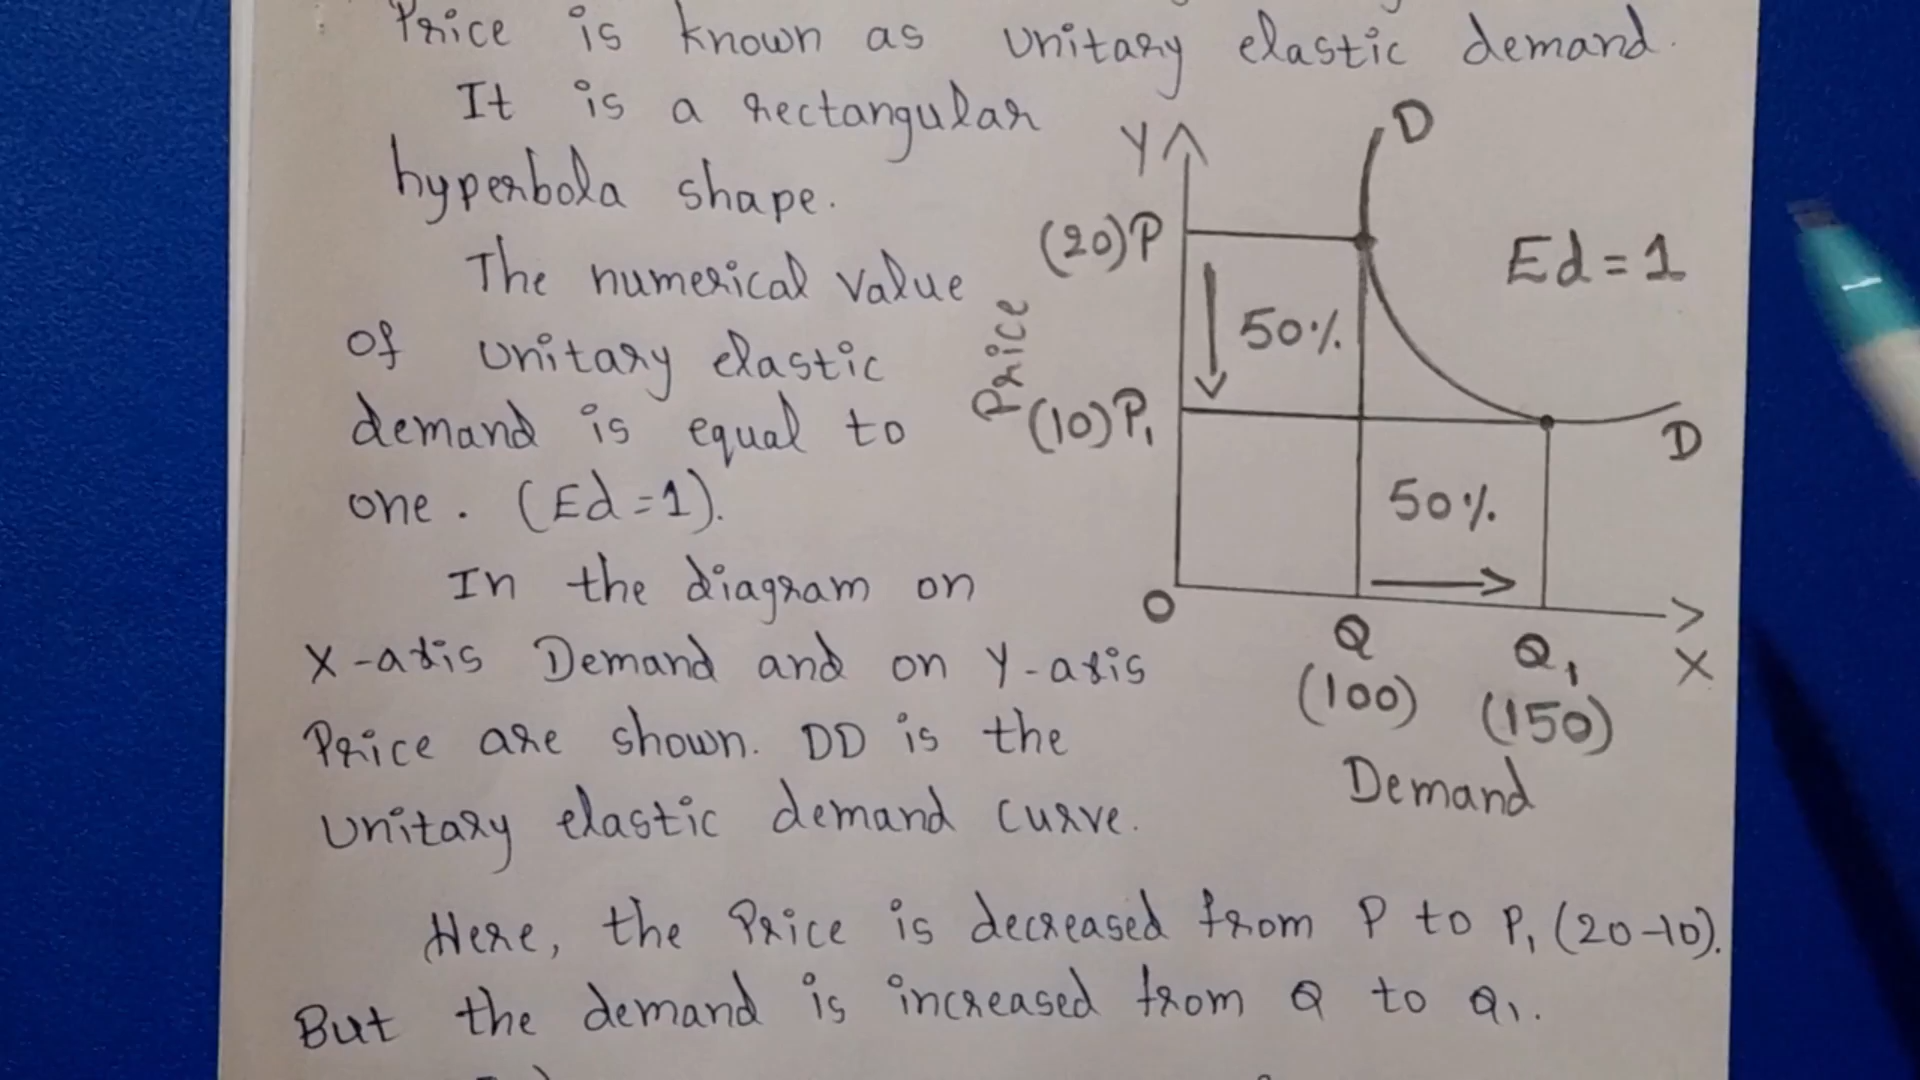 Price is known as unitary elastic demand.
It is a rectangular
hyperbola shape.
The numerical value
of unitary elastic
demand is equal to
one. (Ed=1).
In the diagram on
X-axis Demand and on Y-axis
Price are shown. DD is the
unitary elastic demand curve.
Here, the Price is decreased from P to P₁ (20-10).
But the demand is increased from Q to Q₁.
Y
D
(20)P
Ed=1
50%
Price
(10)P₁
D
50%
O
Q
Q₁
X
(100)
(150)
Demand